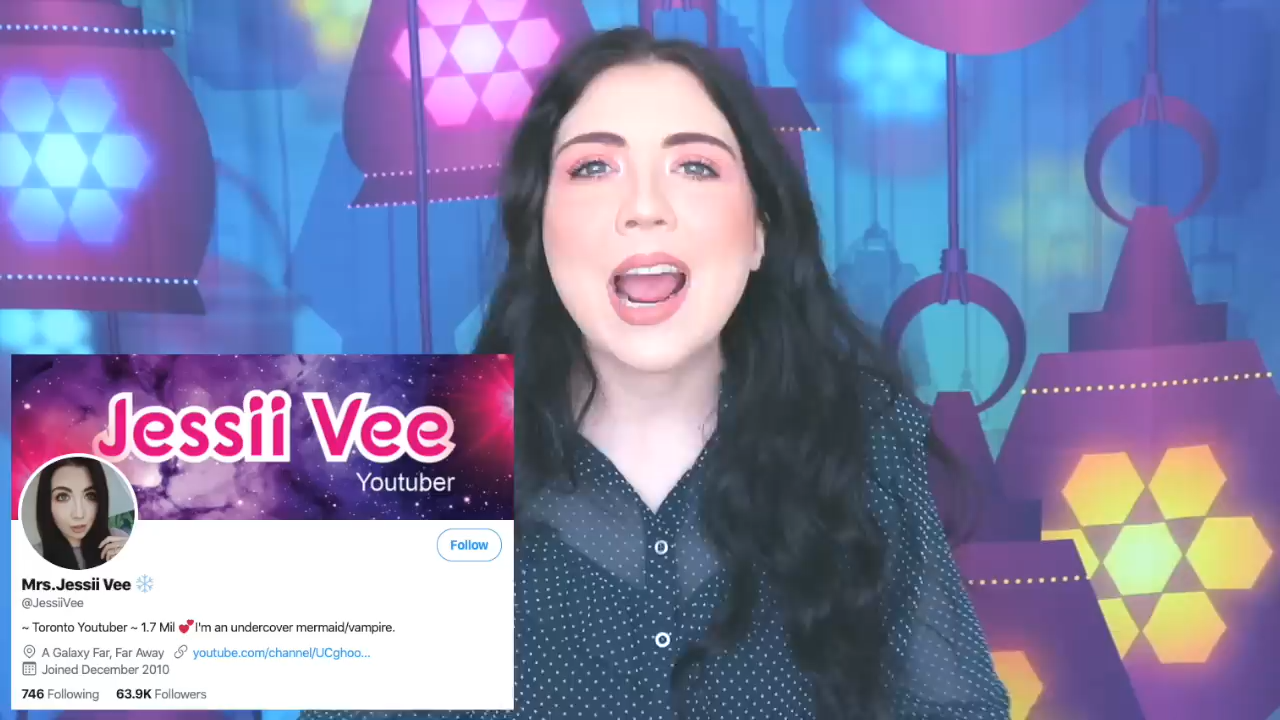 Jessii Vee
Youtuber
Follow
Mrs.Jessii Vee ❄️
@JessiiVee
~ Toronto Youtuber ~ 1.7 Mil 💕I'm an undercover mermaid/vampire.
A Galaxy Far, Far Away youtube.com/channel/UCghoo...
Joined December 2010
746 Following 63.9K Followers